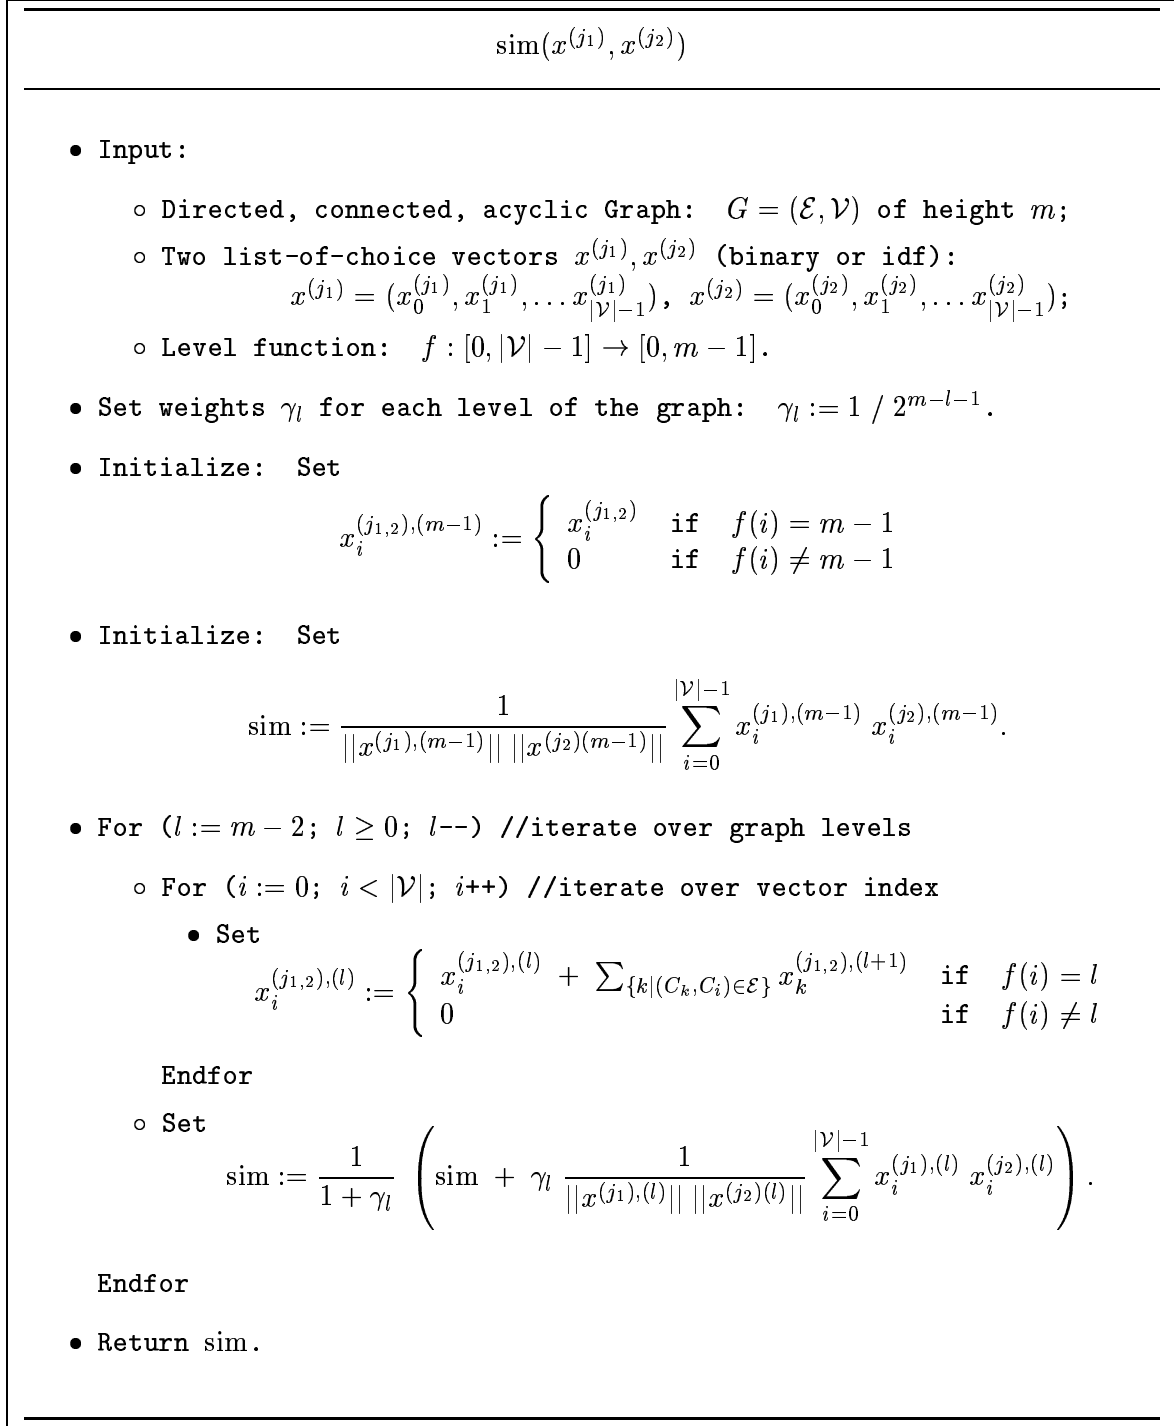 sim(x^{(j_1)}, x^{(j_2)})
• Input:
◦ Directed, connected, acyclic Graph: G = (ℰ, 𝒱) of height m;
◦ Two list-of-choice vectors x^{(j_1)}, x^{(j_2)} (binary or idf):
x^{(j_1)} = (x_0^{(j_1)}, x_1^{(j_1)}, … x_{|𝒱|−1}^{(j_1)}), x^{(j_2)} = (x_0^{(j_2)}, x_1^{(j_2)}, … x_{|𝒱|−1}^{(j_2)});
◦ Level function: f : [0, |𝒱| − 1] → [0, m − 1].
• Set weights γ_l for each level of the graph: γ_l := 1 / 2^{m−l−1}.
• Initialize: Set
x_i^{(j_{1,2}),(m−1)} := { x_i^{(j_{1,2})} if f(i) = m − 1
0 if f(i) ≠ m − 1
• Initialize: Set
sim := \frac{1}{||x^{(j_1),(m−1)}|| ||x^{(j_2)(m−1)}||} \sum_{i=0}^{|𝒱|−1} x_i^{(j_1),(m−1)} x_i^{(j_2),(m−1)}.
• For (l := m − 2; l ≥ 0; l--) //iterate over graph levels
◦ For (i := 0; i < |𝒱|; i++) //iterate over vector index
• Set
x_i^{(j_{1,2}),(l)} := { x_i^{(j_{1,2}),(l)} + \sum_{\{k|(C_k,C_i)∈ℰ\}} x_k^{(j_{1,2}),(l+1)} if f(i) = l
0 if f(i) ≠ l
Endfor
◦ Set
sim := \frac{1}{1 + γ_l} ( sim + γ_l \frac{1}{||x^{(j_1),(l)}|| ||x^{(j_2)(l)}||} \sum_{i=0}^{|𝒱|−1} x_i^{(j_1),(l)} x_i^{(j_2),(l)} ).
Endfor
• Return sim.